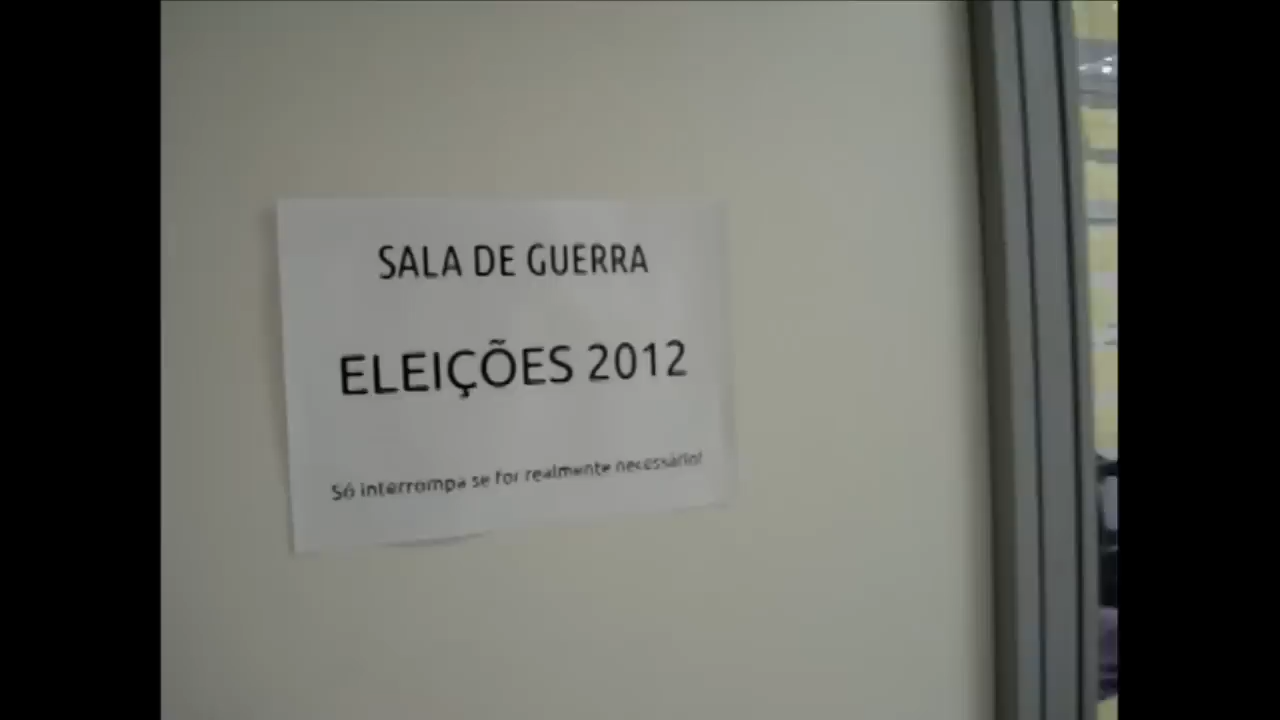 SALA DE GUERRA
ELEIÇÕES 2012
Só interrompa se for realmente necessário!